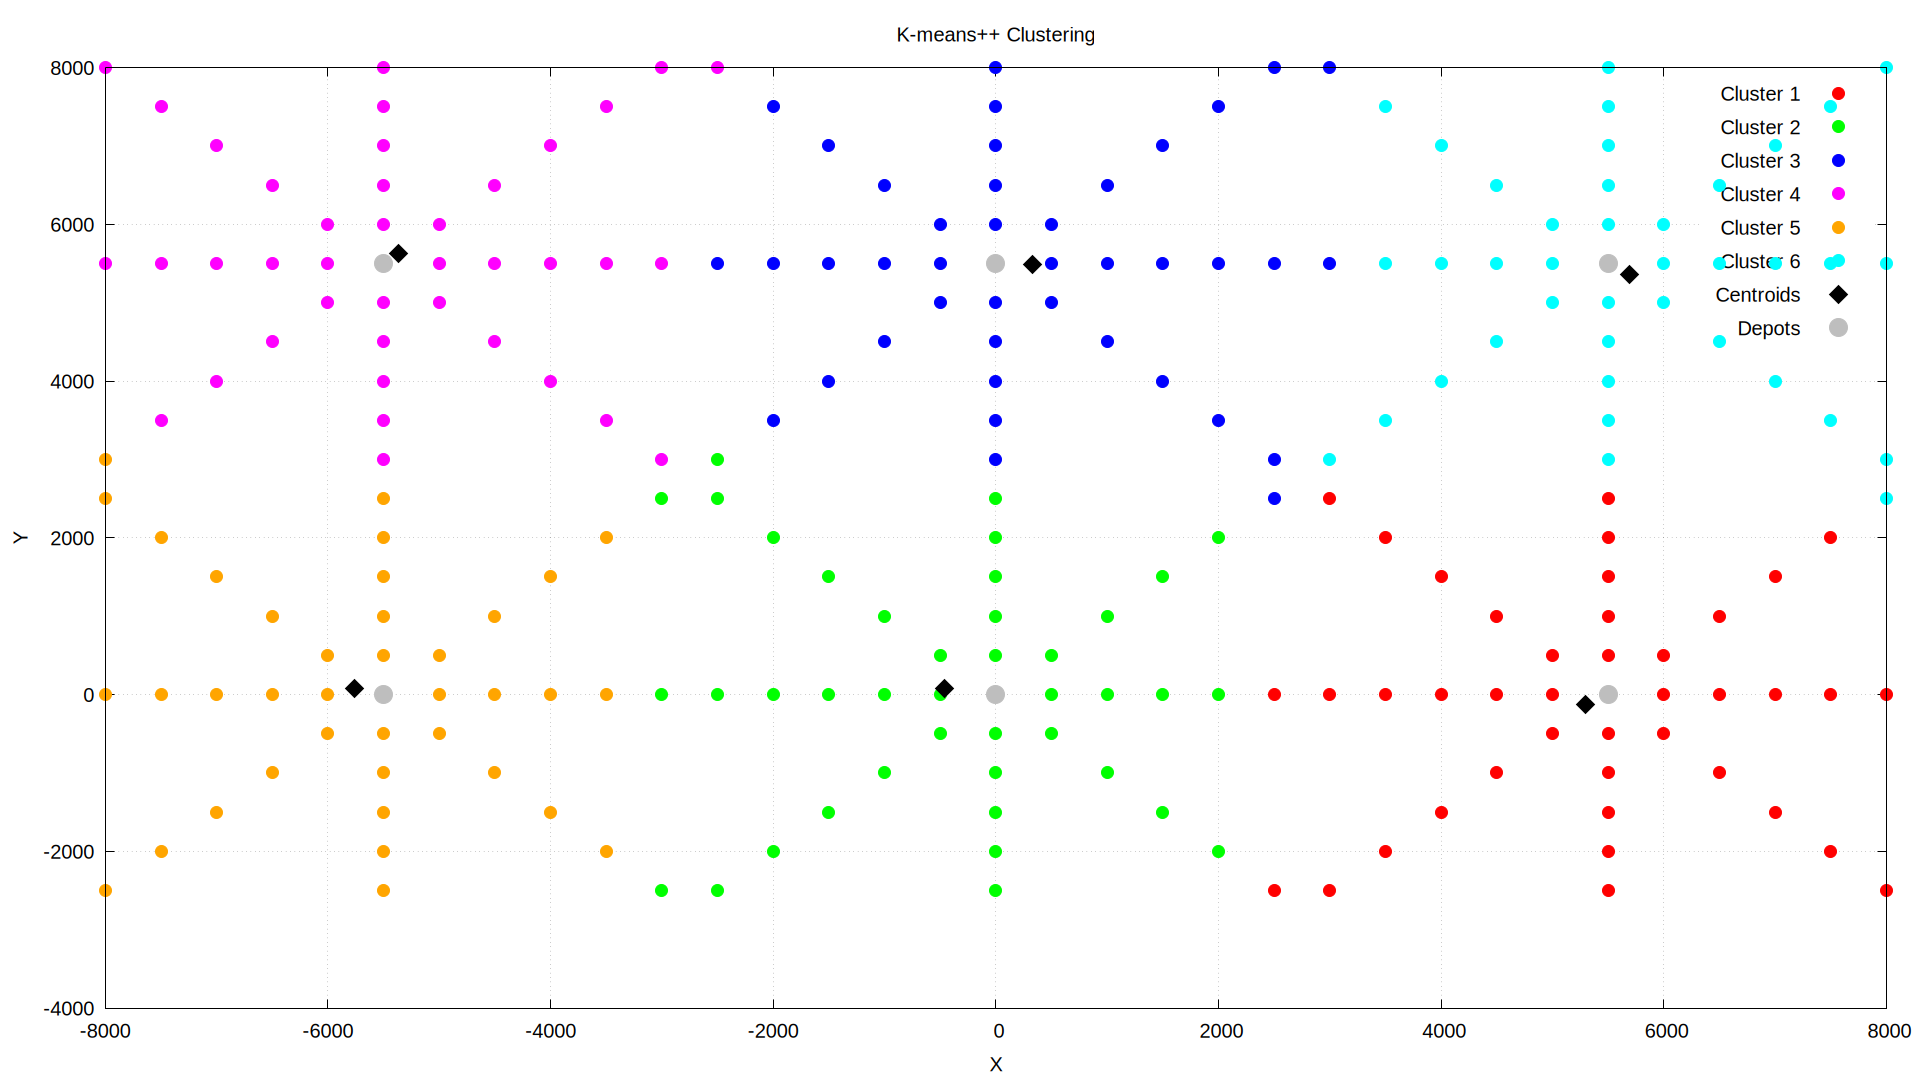 K-means++ Clustering
8000
6000
4000
2000
0
-2000
-4000
-8000 -6000 -4000 -2000 0 2000 4000 6000 8000
X
Y
Cluster 1
Cluster 2
Cluster 3
Cluster 4
Cluster 5
Cluster 6
Centroids
Depots